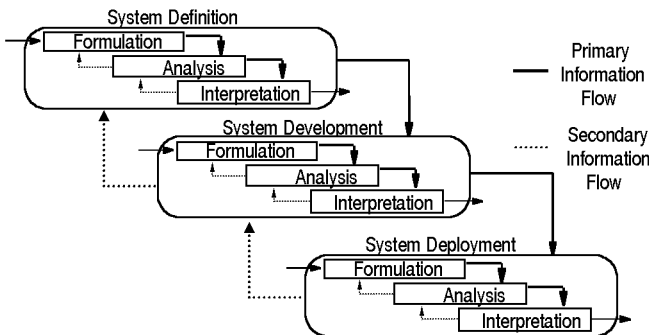 System Definition
Formulation
Analysis
Interpretation
Primary
Information
Flow
System Development
Formulation
Analysis
Interpretation
Secondary
Information
Flow
System Deployment
Formulation
Analysis
Interpretation